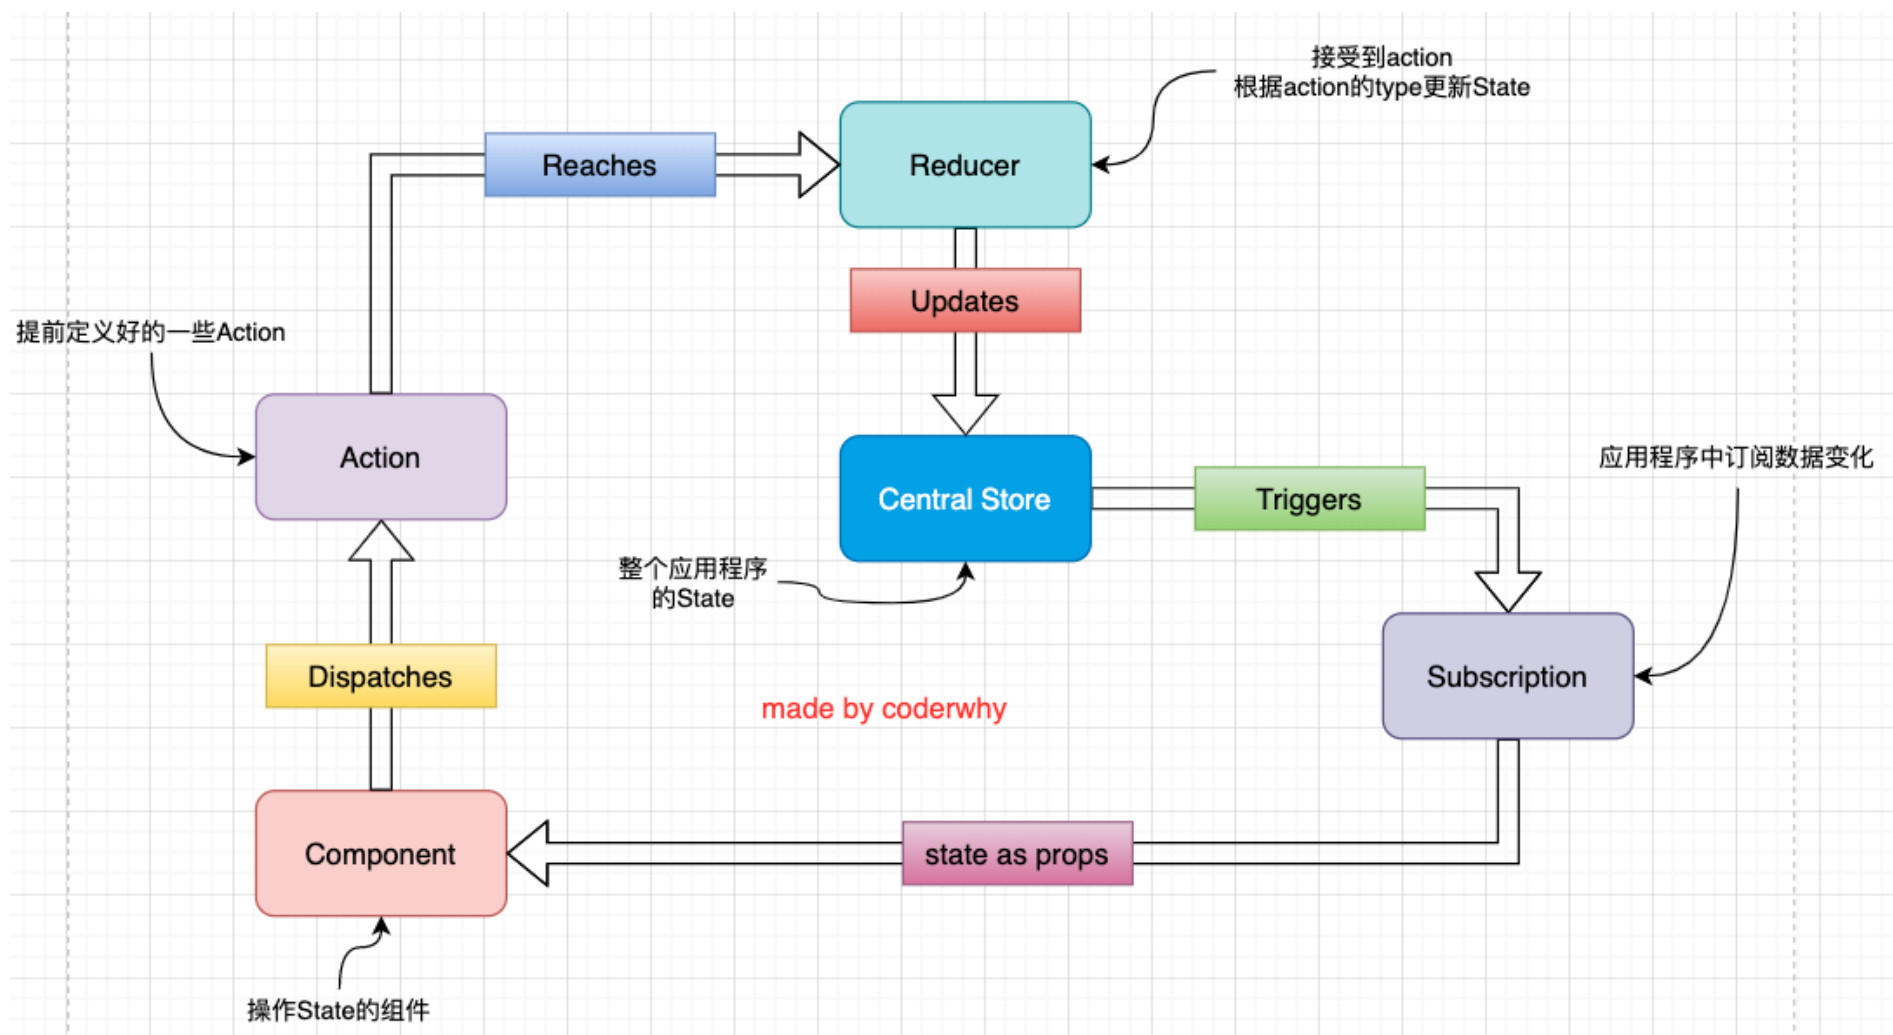 接受到action
根据action的type更新State
Reaches
Reducer
Updates
提前定义好的一些Action
Action
Central Store
Triggers
应用程序中订阅数据变化
整个应用程序
的State
Dispatches
made by coderwhy
Subscription
Component
state as props
操作State的组件